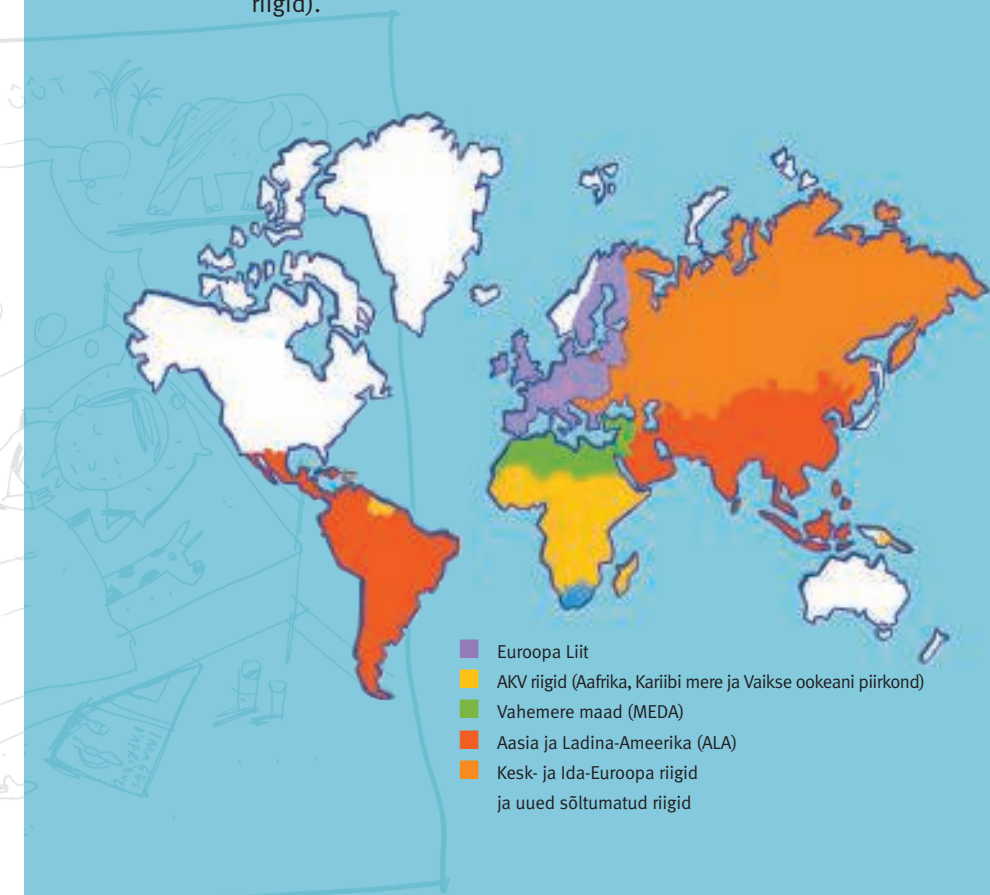 riigid).
Euroopa Liit
AKV riigid (Aafrika, Kariibi mere ja Vaikse ookeani piirkond)
Vahemere maad (MEDA)
Aasia ja Ladina-Ameerika (ALA)
Kesk- ja Ida-Euroopa riigid
ja uued sõltumatud riigid